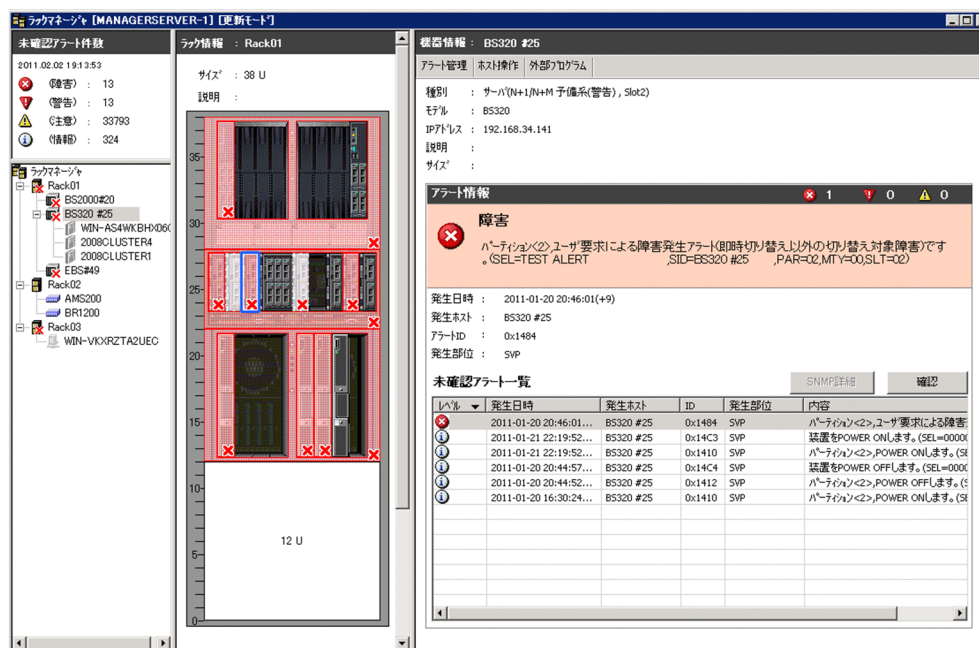 ラックマネージャ [MANAGERSERVER-1] [更新モード]
未確認アラート件数
2011.02.02 19:13:53
(障害) : 13
(警告) : 13
(注意) : 33793
(情報) : 324
ラックマネージャ
Rack01
BS2000#20
BS320 #25
WIN-AS4WKBHX06(
2008CLUSTER4
2008CLUSTER1
EBS#49
Rack02
AMS200
BR1200
Rack03
WIN-VKXRZTA2UEC
ラック情報 : Rack01
サイズ : 38 U
説明 :
35
30
25
20
15
10
12 U
5
0
機器情報 : BS320 #25
アラート管理 ホスト操作 外部プログラム
種別 : サーバ(N+1/N+M 予備系(警告) , Slot2)
モデル : BS320
IPアドレス : 192.168.34.141
説明 :
サイズ :
アラート情報 1 0 0
障害
パーティション<2>,ユーザ要求による障害発生アラート(即時切り替え以外の切り替え対象障害)です
。(SEL=TEST ALERT ,SID=BS320 #25 ,PAR=02,MTY=00,SLT=02)
発生日時 : 2011-01-20 20:46:01(+9)
発生ホスト : BS320 #25
アラートID : 0x1484
発生部位 : SVP
未確認アラート一覧 SNMP詳細 確認
レベル 発生日時 発生ホスト ID 発生部位 内容
2011-01-20 20:46:01... BS320 #25 0x1484 SVP パーティション<2>,ユーザ要求による障害
2011-01-21 22:19:52... BS320 #25 0x14C3 SVP 装置をPOWER ONします。(SEL=00000
2011-01-21 22:19:52... BS320 #25 0x1410 SVP パーティション<2>,POWER ONします。(SE
2011-01-20 20:44:57... BS320 #25 0x14C4 SVP 装置をPOWER OFFします。(SEL=0000
2011-01-20 20:44:52... BS320 #25 0x1412 SVP パーティション<2>,POWER OFFします。(S
2011-01-20 16:30:24... BS320 #25 0x1410 SVP パーティション<2>,POWER ONします。(SE